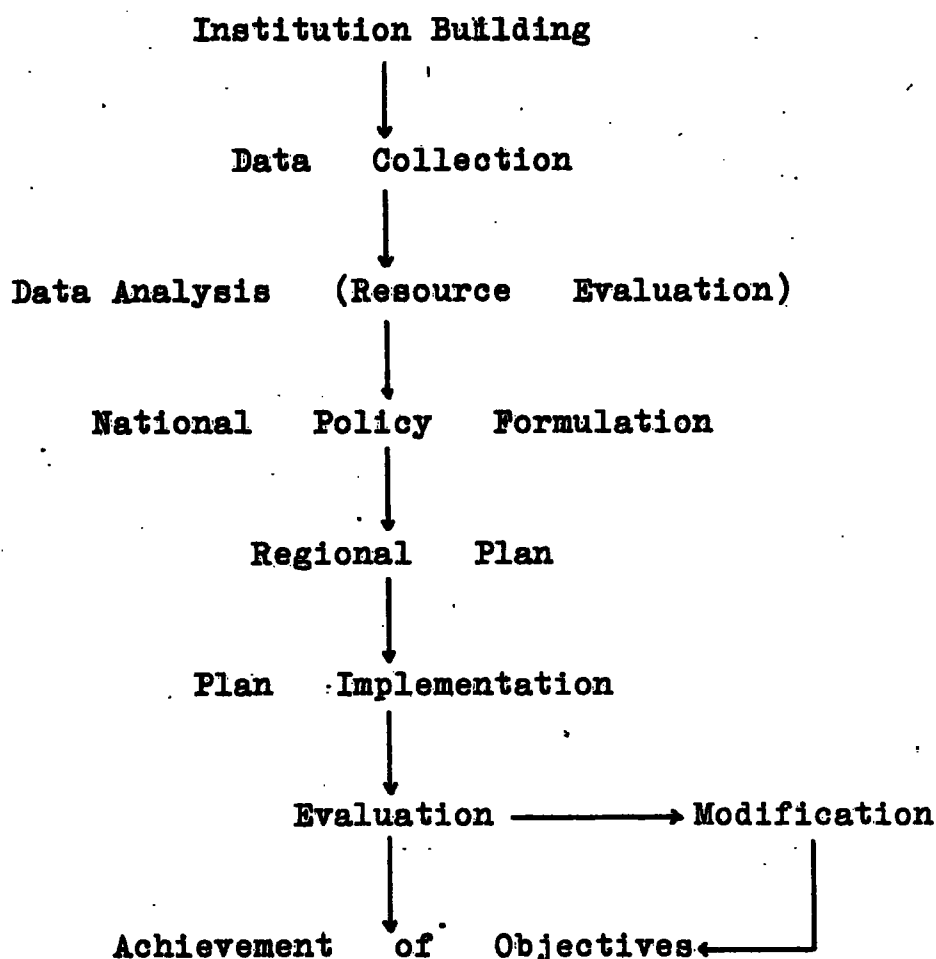 Institution Building
Data Collection
Data Analysis (Resource Evaluation)
National Policy Formulation
Regional Plan
Plan Implementation
Evaluation Modification
Achievement of Objectives